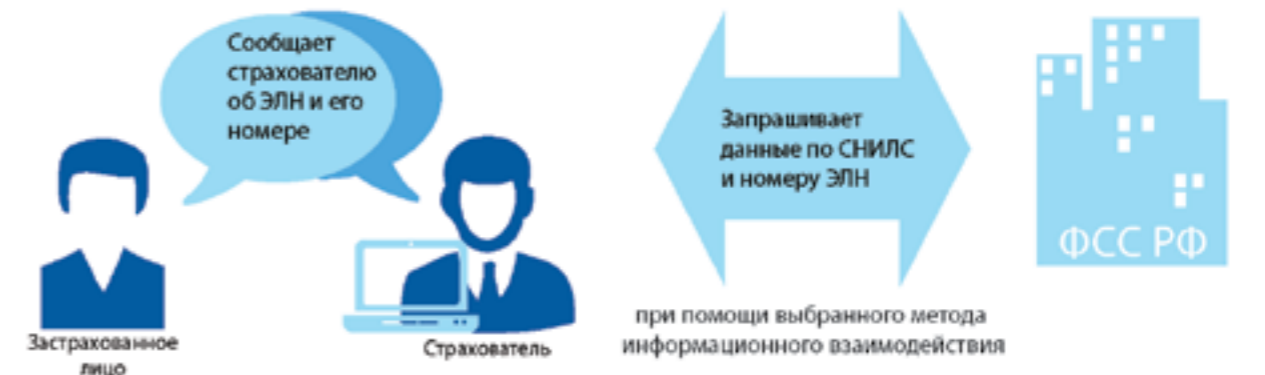 Сообщает
страхователю
об ЭЛН и его
номере
Застрахованное
лицо
Страхователь
Запрашивает
данные по СНИЛС
и номеру ЭЛН
при помощи выбранного метода
информационного взаимодействия
ФСС РФ